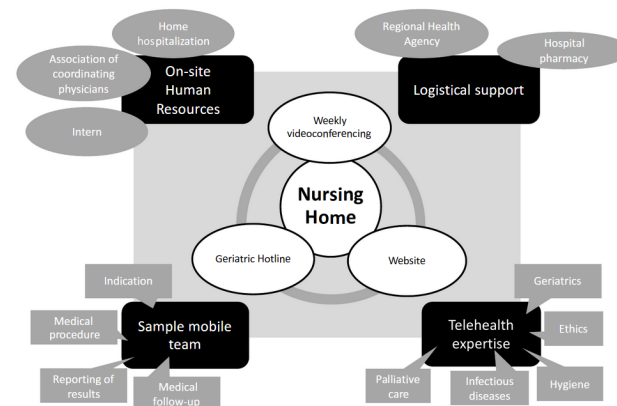 Home
hospitalization
Regional Health
Agency
Hospital
pharmacy
Association of
coordinating
physicians
On-site
Human
Resources
Logistical support
Intern
Weekly
videoconferencing
Nursing
Home
Geriatric Hotline
Website
Indication
Geriatrics
Medical
procedure
Sample mobile
team
Telehealth
expertise
Ethics
Reporting of
results
Medical
follow-up
Palliative
care
Infectious
diseases
Hygiene